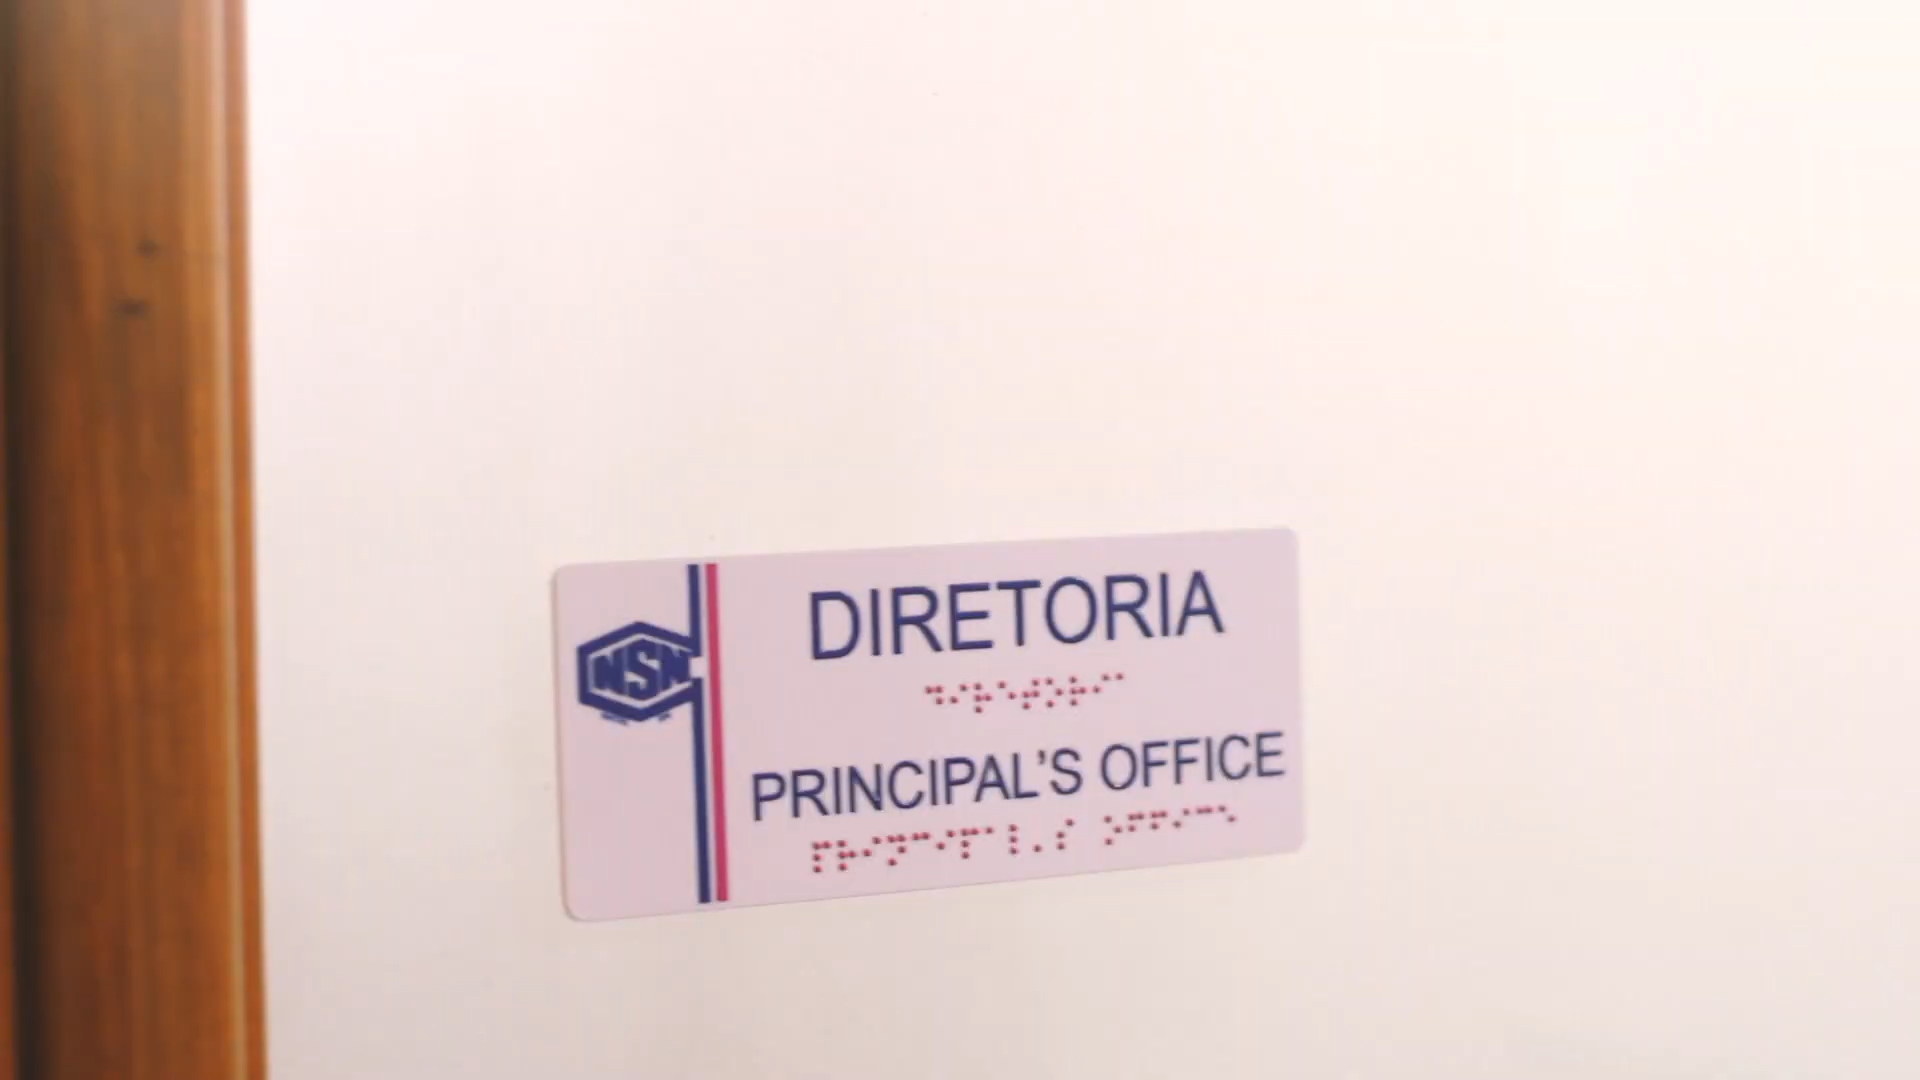 NSN
DIRETORIA
⠙⠊⠗⠑⠞⠕⠗⠊⠁
PRINCIPAL'S OFFICE
⠏⠗⠊⠝⠉⠊⠏⠁⠇⠄⠎ ⠕⠋⠋⠊⠉⠑